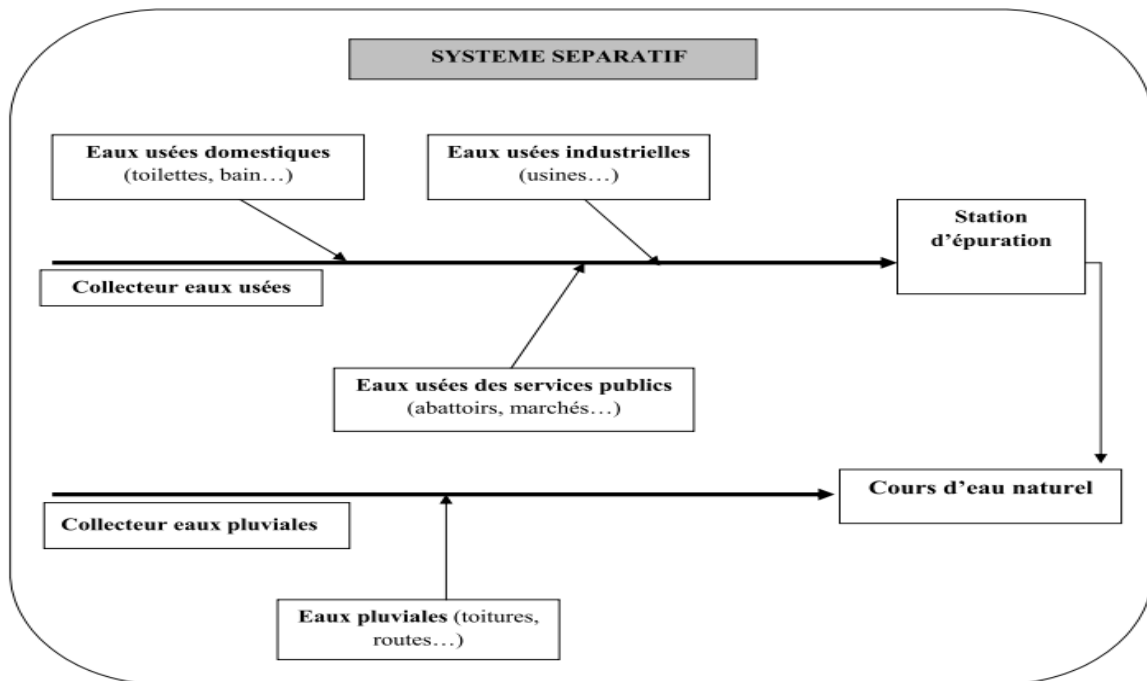 SYSTEME SEPARATIF
Eaux usées domestiques
(toilettes, bain…)
Eaux usées industrielles
(usines…)
Station
d’épuration
Collecteur eaux usées
Eaux usées des services publics
(abattoirs, marchés…)
Cours d’eau naturel
Collecteur eaux pluviales
Eaux pluviales (toitures,
routes…)